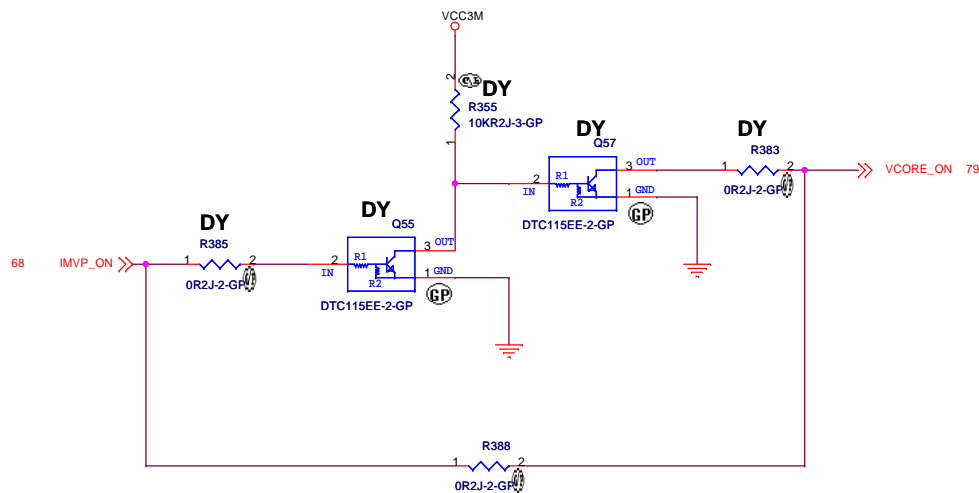 VCC3M
2
DY
R355
10KR2J-3-GP
1
DY
Q57
DY
R383
R1
R2
2
IN
3
OUT
1
GND
1
2
VCORE_ON 79
0R2J-2-GP
DTC115EE-2-GP
GP
DY
Q55
DY
R385
68 IMVP_ON
1
2
0R2J-2-GP
R1
R2
2
IN
3
OUT
1
GND
DTC115EE-2-GP
GP
R388
1
2
0R2J-2-GP